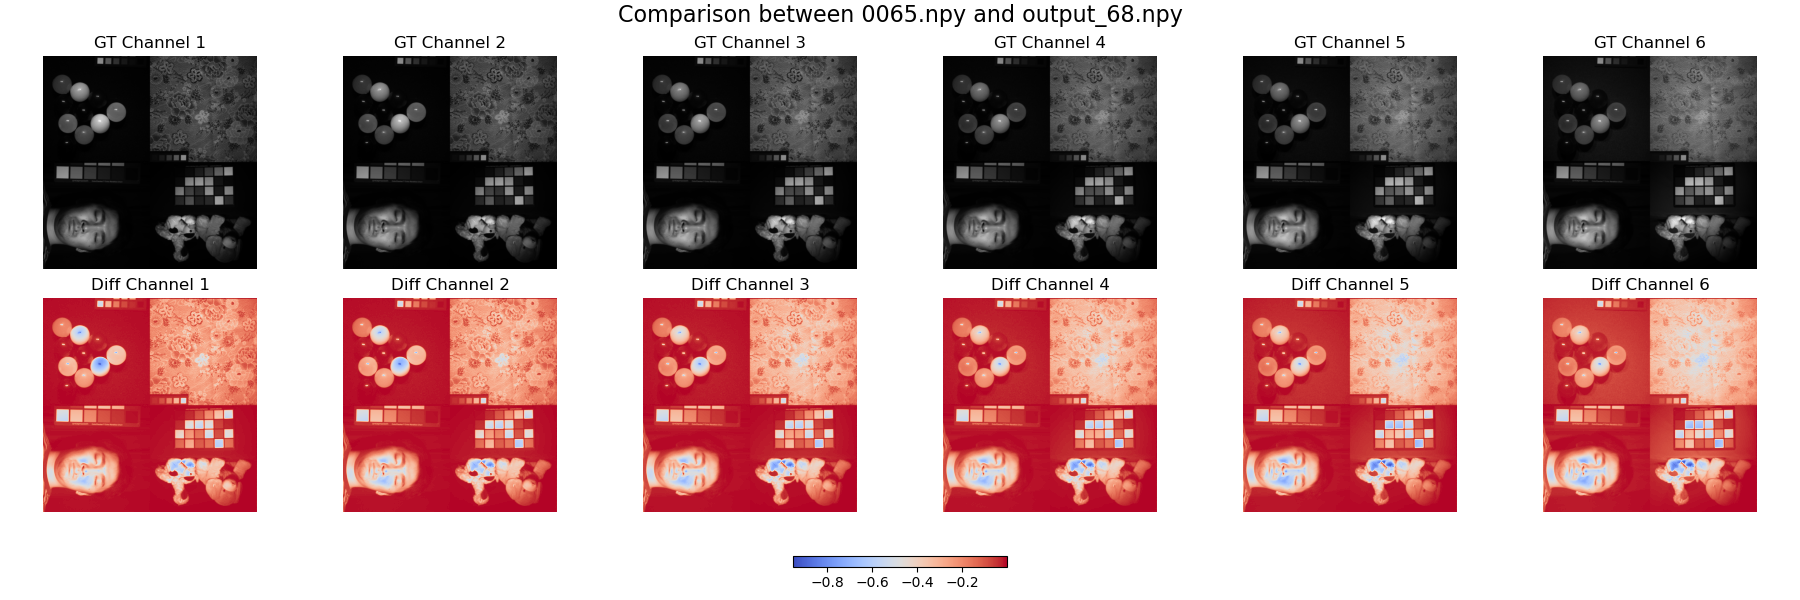 Comparison between 0065.npy and output_68.npy
GT Channel 1
GT Channel 2
GT Channel 3
GT Channel 4
GT Channel 5
GT Channel 6
Diff Channel 1
Diff Channel 2
Diff Channel 3
Diff Channel 4
Diff Channel 5
Diff Channel 6
−0.8 −0.6 −0.4 −0.2